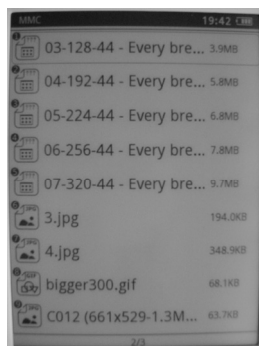 MMC 19:42
03-128-44 - Every bre... 3.9MB
04-192-44 - Every bre... 5.8MB
05-224-44 - Every bre... 6.8MB
06-256-44 - Every bre... 7.8MB
07-320-44 - Every bre... 9.7MB
3.jpg 194.0KB
4.jpg 348.9KB
bigger300.gif 68.1KB
C012 (661x529-1.3M... 63.7KB
2/3